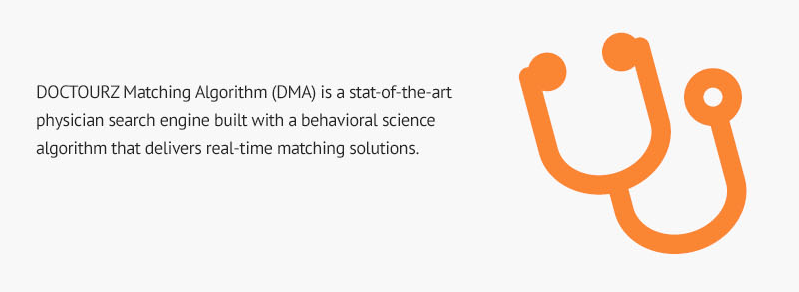 DOCTOURZ Matching Algorithm (DMA) is a stat-of-the-art
physician search engine built with a behavioral science
algorithm that delivers real-time matching solutions.